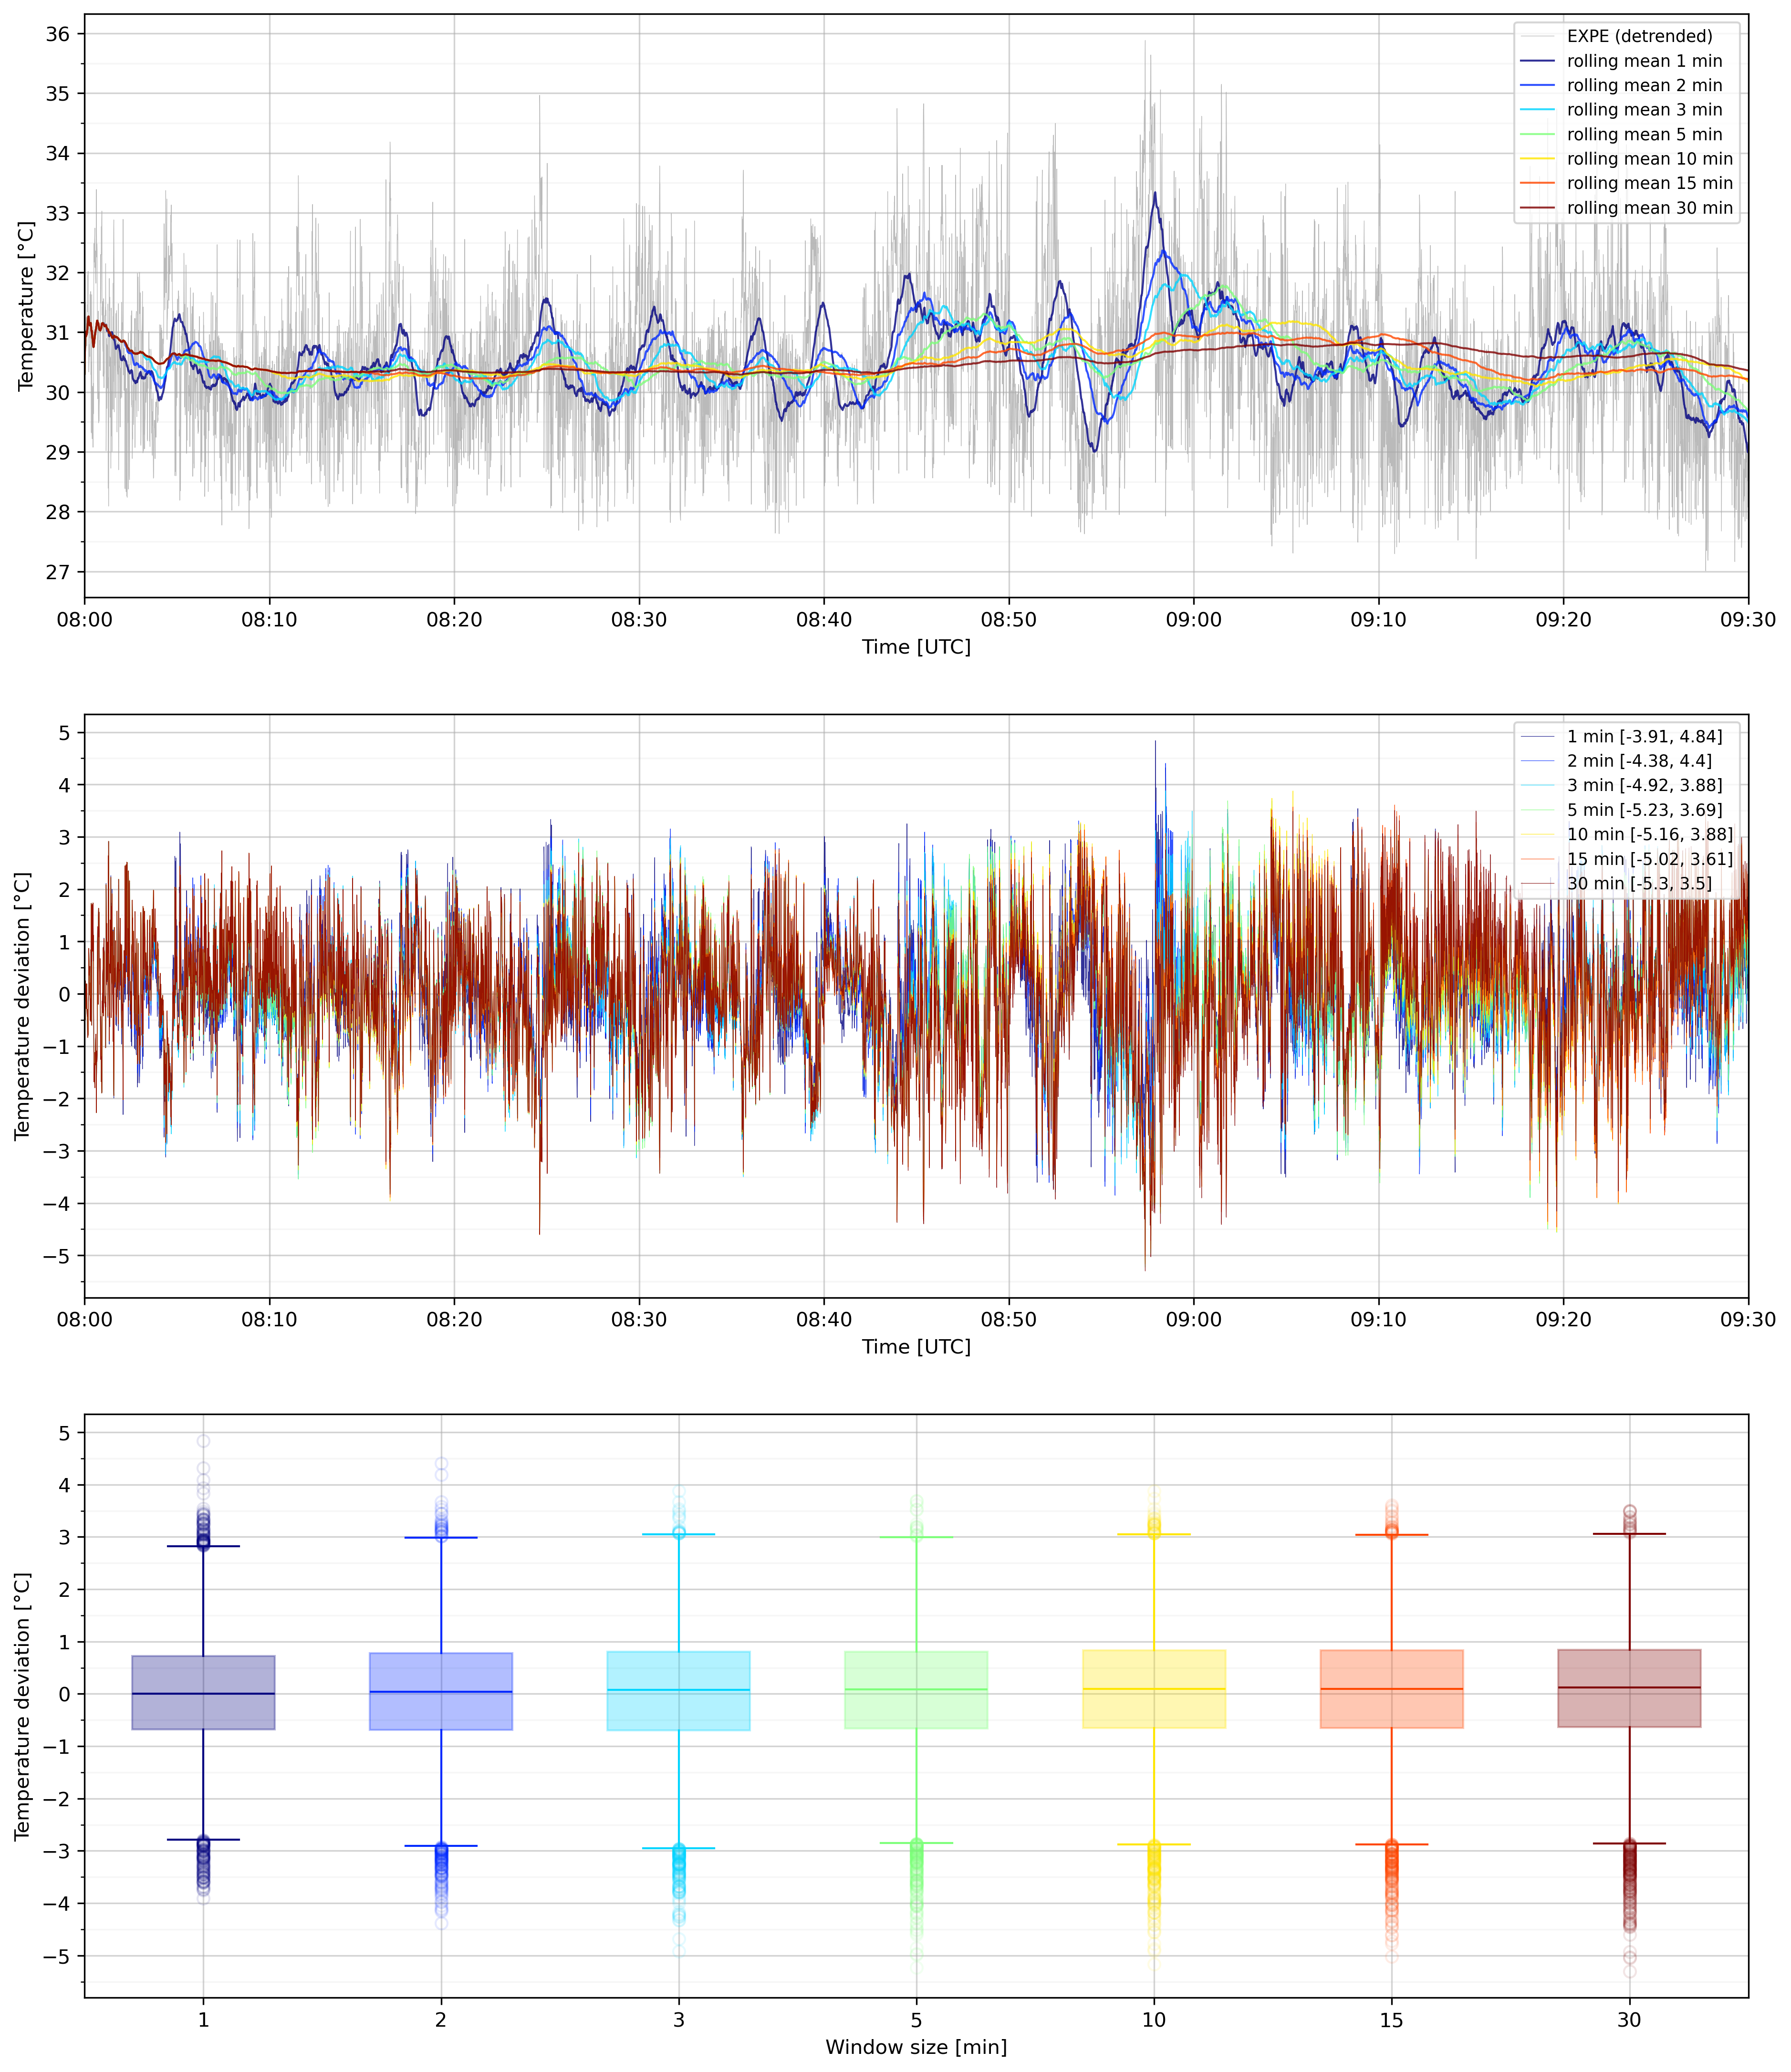 36
35
34
33
32
31
30
29
28
27
Temperature [°C]
EXPE (detrended)
rolling mean 1 min
rolling mean 2 min
rolling mean 3 min
rolling mean 5 min
rolling mean 10 min
rolling mean 15 min
rolling mean 30 min
08:00 08:10 08:20 08:30 08:40 08:50 09:00 09:10 09:20 09:30
Time [UTC]
5
4
3
2
1
0
−1
−2
−3
−4
−5
Temperature deviation [°C]
1 min [-3.91, 4.84]
2 min [-4.38, 4.4]
3 min [-4.92, 3.88]
5 min [-5.23, 3.69]
10 min [-5.16, 3.88]
15 min [-5.02, 3.61]
30 min [-5.3, 3.5]
08:00 08:10 08:20 08:30 08:40 08:50 09:00 09:10 09:20 09:30
Time [UTC]
5
4
3
2
1
0
−1
−2
−3
−4
−5
Temperature deviation [°C]
1 2 3 5 10 15 30
Window size [min]